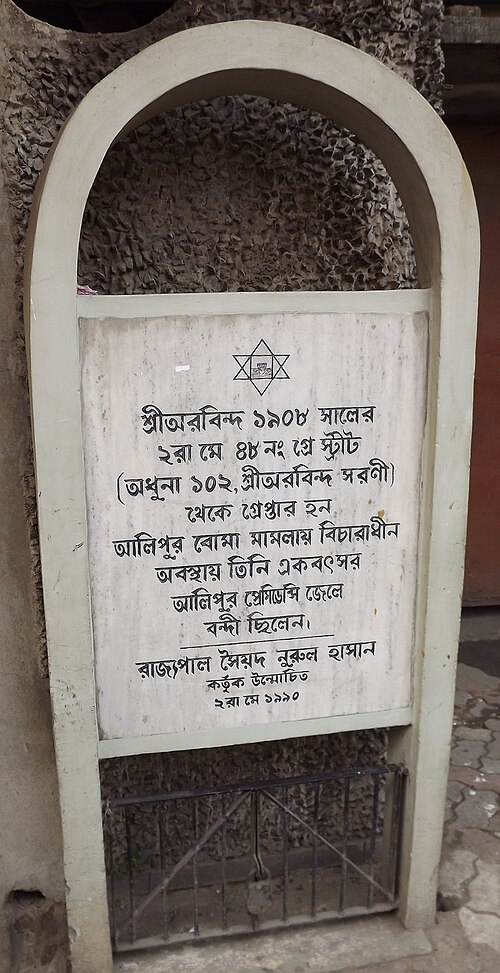 শ্রীঅরবিন্দ ১৯০৮ সালের
২রা মে ৪৮ নং গ্রে স্ট্রীট
(অধুনা ১০২, শ্রীঅরবিন্দ সরণী)
থেকে গ্রেপ্তার হন
আলিপুর বোমা মামলায় বিচারাধীন
অবস্থায় তিনি একবৎসর
আলিপুর প্রেসিডেন্সি জেলে
বন্দী ছিলেন।
রাজ্যপাল সৈয়দ নুরুল হাসান
কর্তৃক উন্মোচিত
২রা মে ১৯৯০